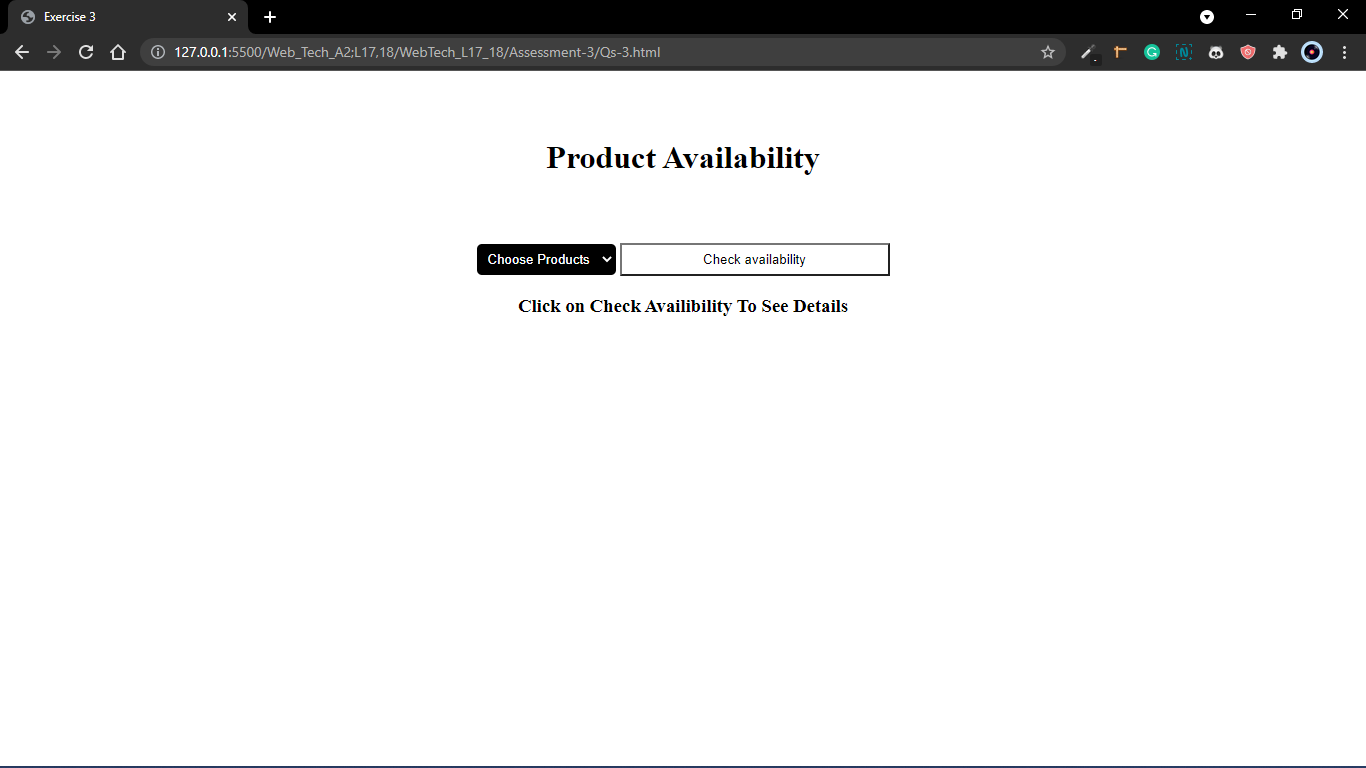 Exercise 3
127.0.0.1:5500/Web_Tech_A2;L17,18/WebTech_L17_18/Assessment-3/Qs-3.html
Product Availability
Choose Products Check availability
Click on Check Availibility To See Details